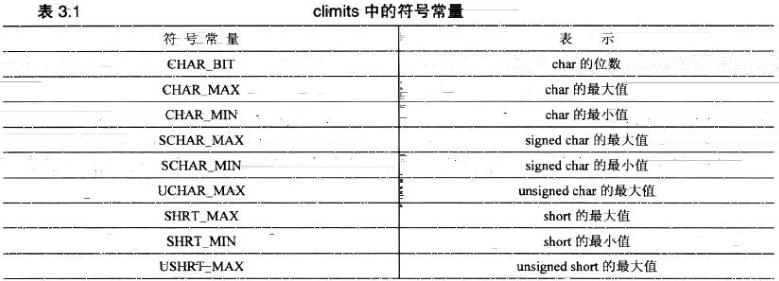 表 3.1 climits 中的符号常量
符号常量 表示
CHAR_BIT char 的位数
CHAR_MAX char 的最大值
CHAR_MIN char 的最小值
SCHAR_MAX signed char 的最大值
SCHAR_MIN signed char 的最小值
UCHAR_MAX unsigned char 的最大值
SHRT_MAX short 的最大值
SHRT_MIN short 的最小值
USHRT_MAX unsigned short 的最大值